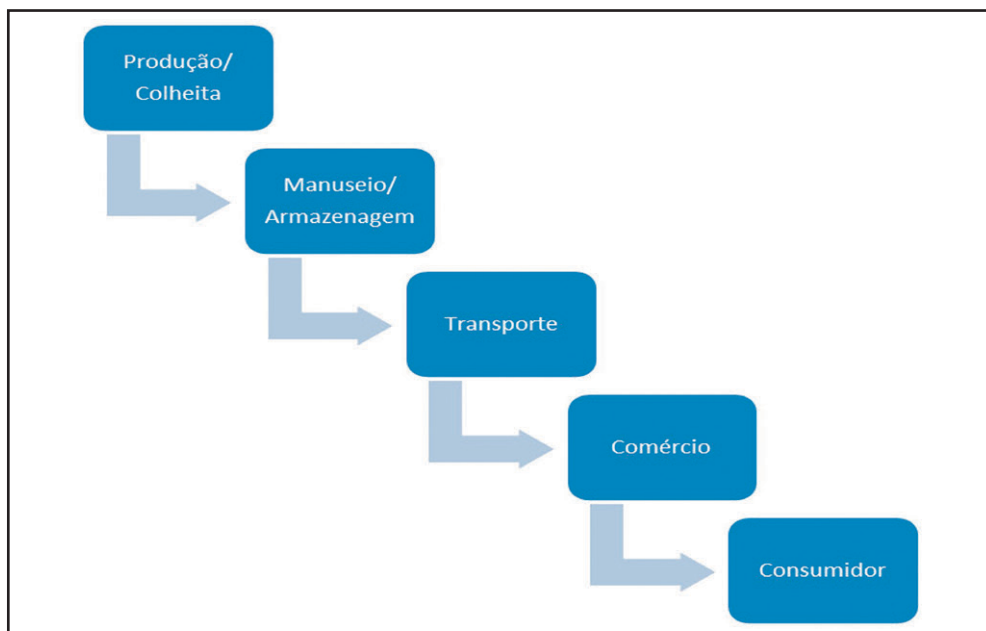 Produção/
Colheita
Manuseio/
Armazenagem
Transporte
Comércio
Consumidor